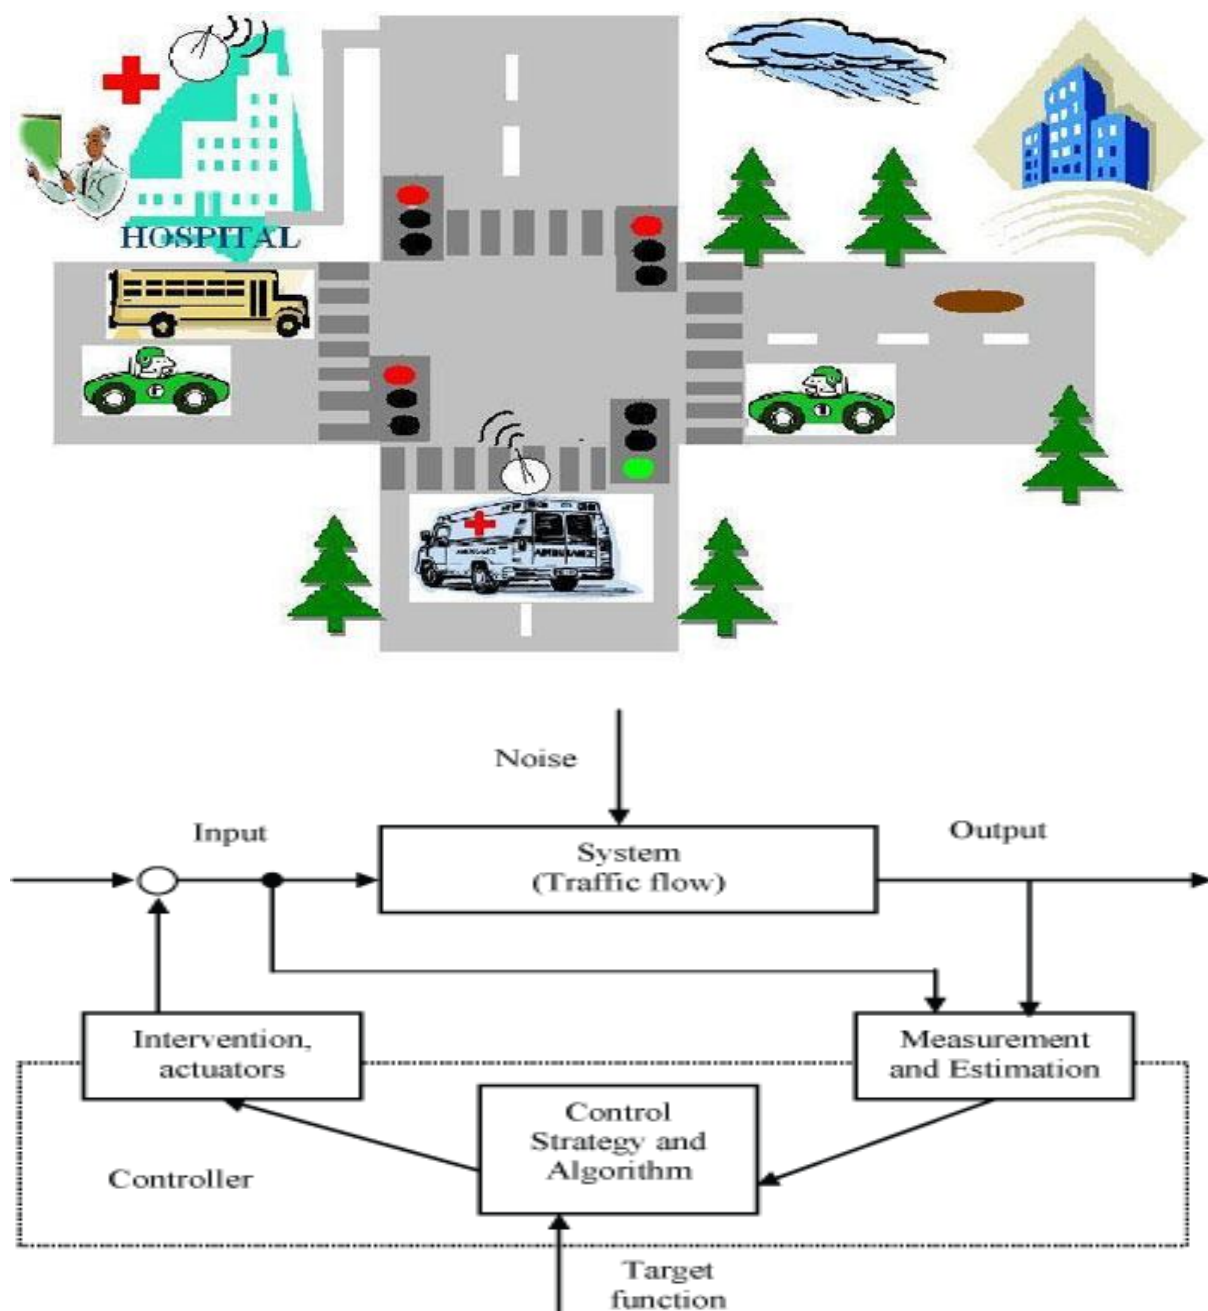 HOSPITAL
AMBULANCE
Noise
Input
Output
System
(Traffic flow)
Intervention,
actuators
Measurement
and Estimation
Control
Strategy and
Algorithm
Controller
Target
function